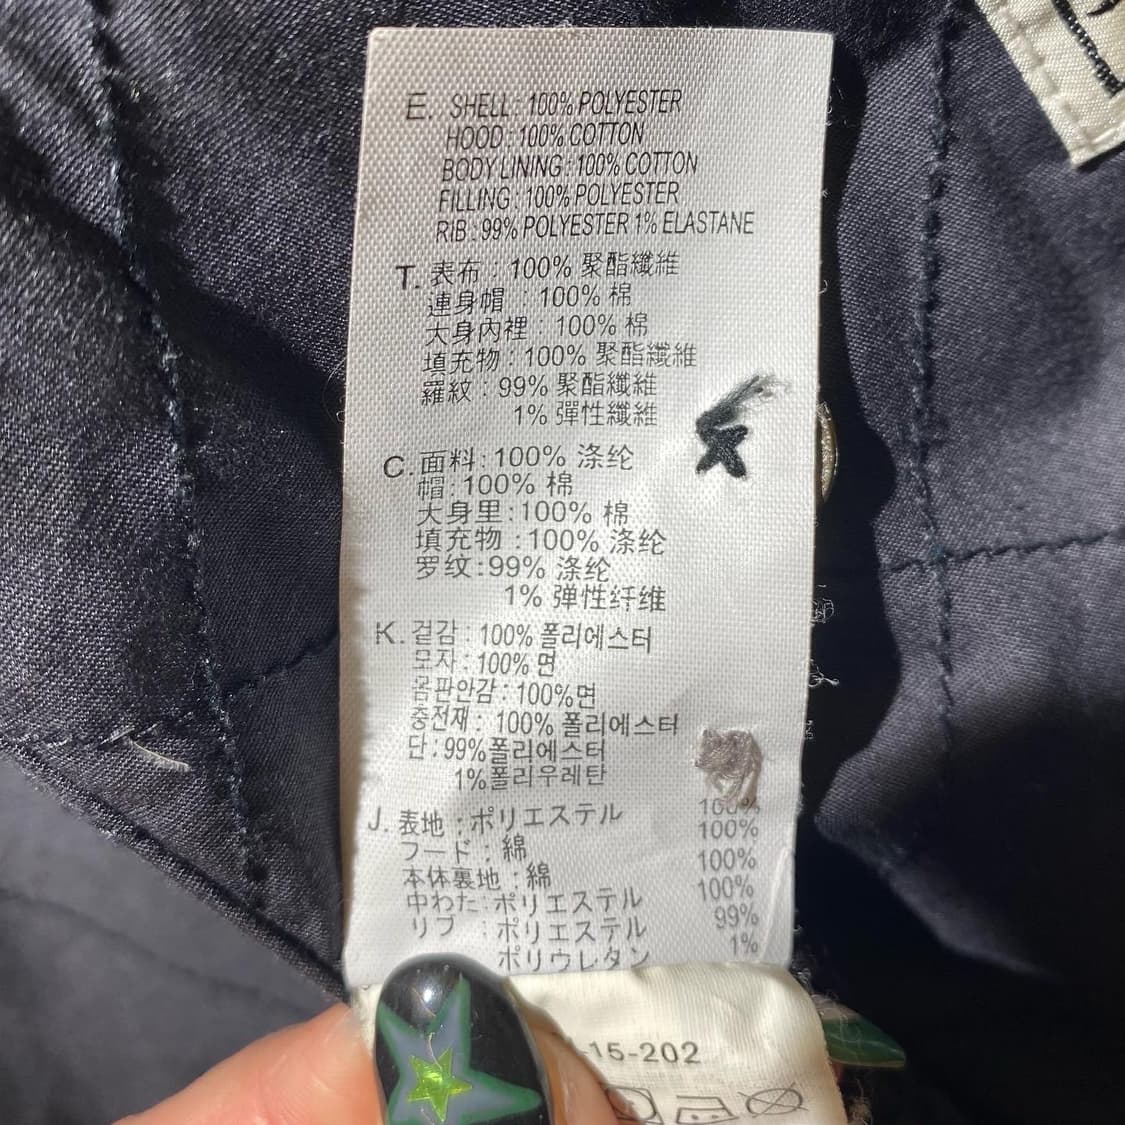 E. SHELL : 100% POLYESTER
HOOD : 100% COTTON
BODY LINING : 100% COTTON
FILLING : 100% POLYESTER
RIB : 99% POLYESTER 1% ELASTANE
T. 表布 : 100% 聚酯纖維
連身帽 : 100% 棉
大身內裡 : 100% 棉
填充物 : 100% 聚酯纖維
羅紋 : 99% 聚酯纖維
1% 彈性纖維
C. 面料 : 100% 涤纶
帽 : 100% 棉
大身里 : 100% 棉
填充物 : 100% 涤纶
罗纹 : 99% 涤纶
1% 弹性纤维
K. 겉감 : 100% 폴리에스터
모자 : 100% 면
몸판안감 : 100%면
충전재 : 100% 폴리에스터
단 : 99%폴리에스터
1%폴리우레탄
J. 表地 : ポリエステル 100%
フード : 綿 100%
本体裏地 : 綿 100%
中わた : ポリエステル 100%
リブ : ポリエステル 99%
ポリウレタン 1%
-15-202